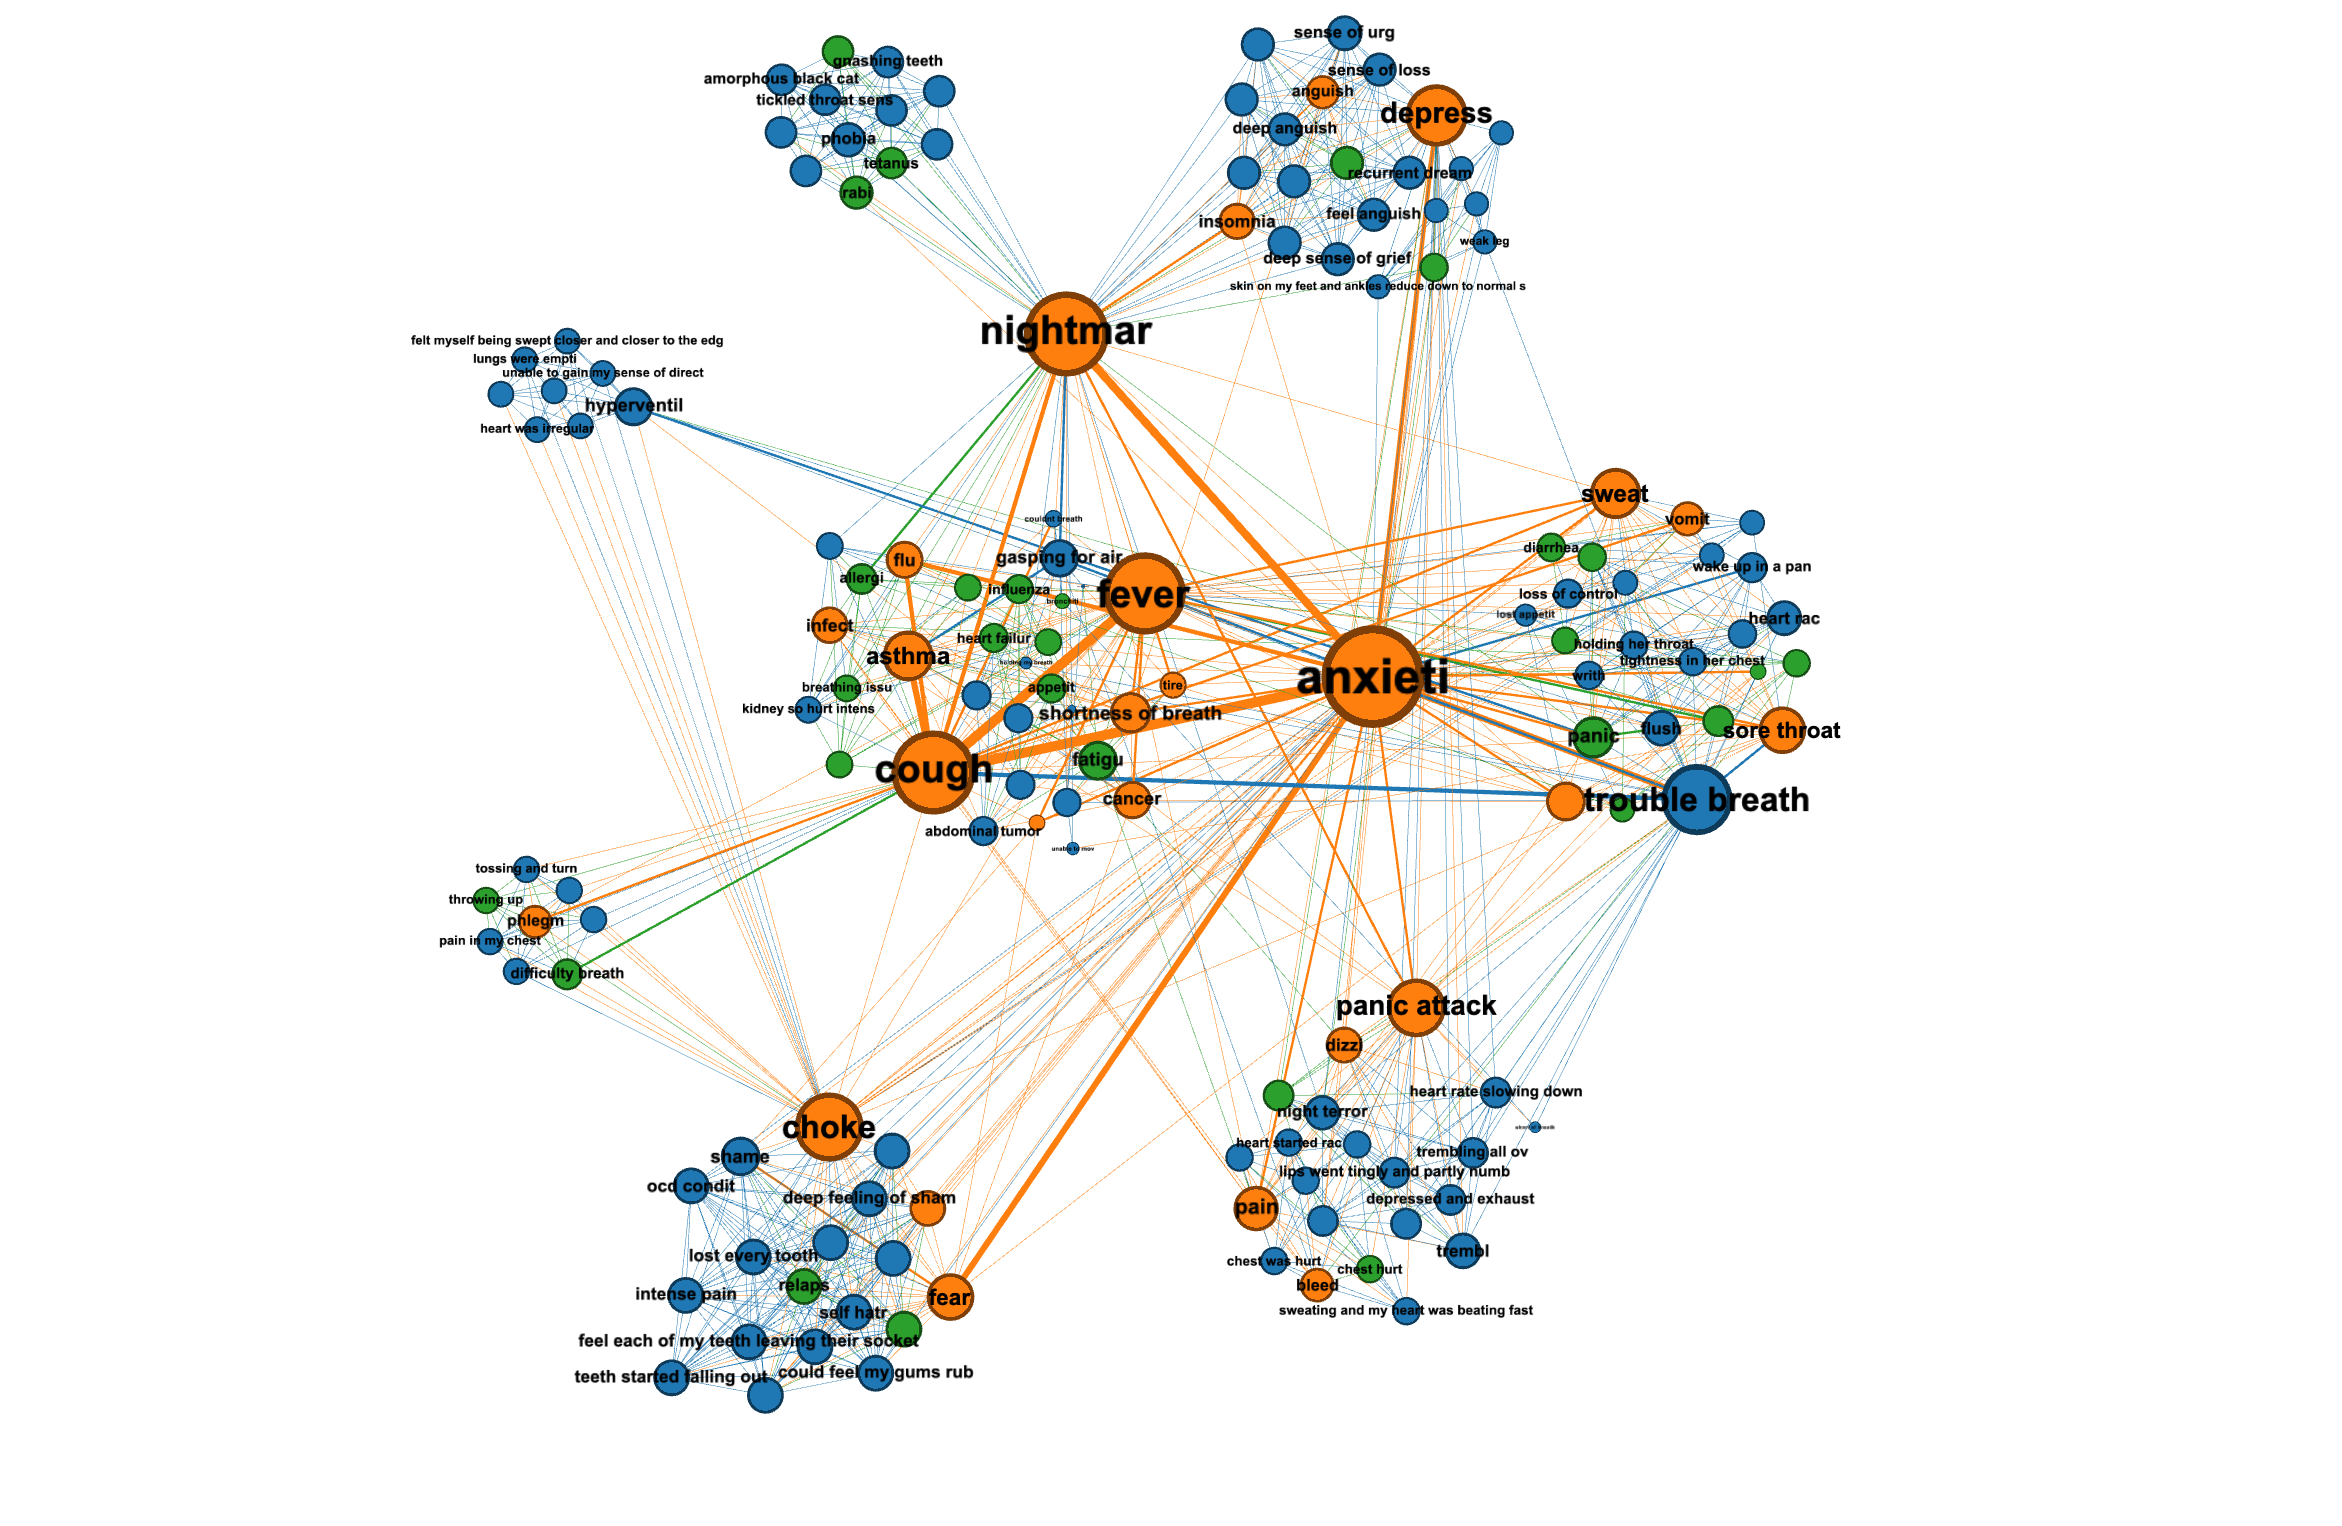 sense of urg
gnashing teeth
sense of loss
amorphous black cat
anguish
tickled throat sens
depress
deep anguish
phobia
tetanus
recurrent dream
rabi
feel anguish
insomnia
weak leg
deep sense of grief
skin on my feet and ankles reduce down to normal s
nightmar
felt myself being swept closer and closer to the edg
lungs were empti
unable to gain my sense of direct
hyperventil
heart was irregular
sweat
couldnt breath
vomit
diarrhea
gasping for air
flu
wake up in a pan
allergi
influenza
fever
loss of control
bronchiti
lost appetit
heart rac
infect
heart failur
holding her throat
asthma
holding my breath
tightness in her chest
anxieti
writh
breathing issu
appetit
tire
kidney so hurt intens
shortness of breath
flush
sore throat
panic
fatigu
cough
cancer
trouble breath
abdominal tumor
unable to mov
tossing and turn
throwing up
phlegm
pain in my chest
difficulty breath
panic attack
dizzi
heart rate slowing down
night terror
choke
heart started rac
trembling all ov
shame
lips went tingly and partly numb
ocd condit
deep feeling of sham
depressed and exhaust
pain
lost every tooth
trembl
chest was hurt
chest hurt
relaps
bleed
intense pain
fear
self hatr
sweating and my heart was beating fast
feel each of my teeth leaving their socket
could feel my gums rub
teeth started falling out